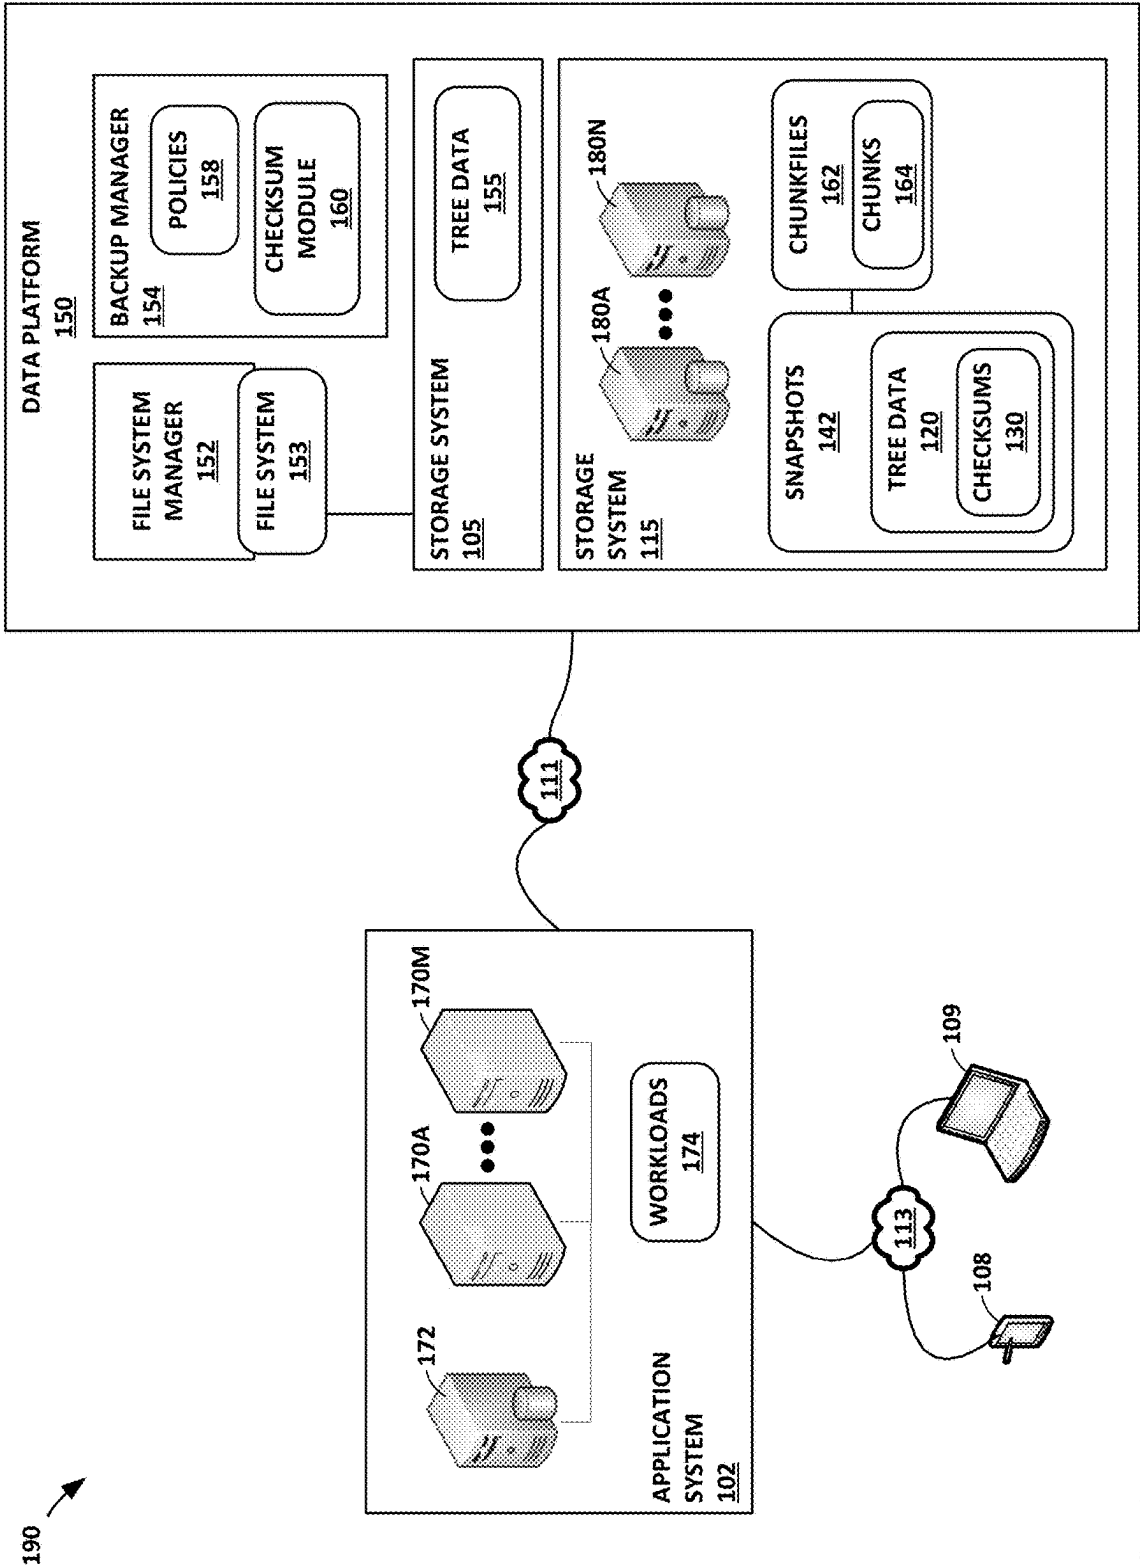 190
DATA PLATFORM
150
FILE SYSTEM
MANAGER
152
FILE SYSTEM
153
BACKUP MANAGER
154
POLICIES
158
CHECKSUM
MODULE
160
STORAGE SYSTEM
105
TREE DATA
155
STORAGE
SYSTEM
115
180A
180N
SNAPSHOTS
142
TREE DATA
120
CHECKSUMS
130
CHUNKFILES
162
CHUNKS
164
111
172
170A
170M
WORKLOADS
174
APPLICATION
SYSTEM
102
113
108
109